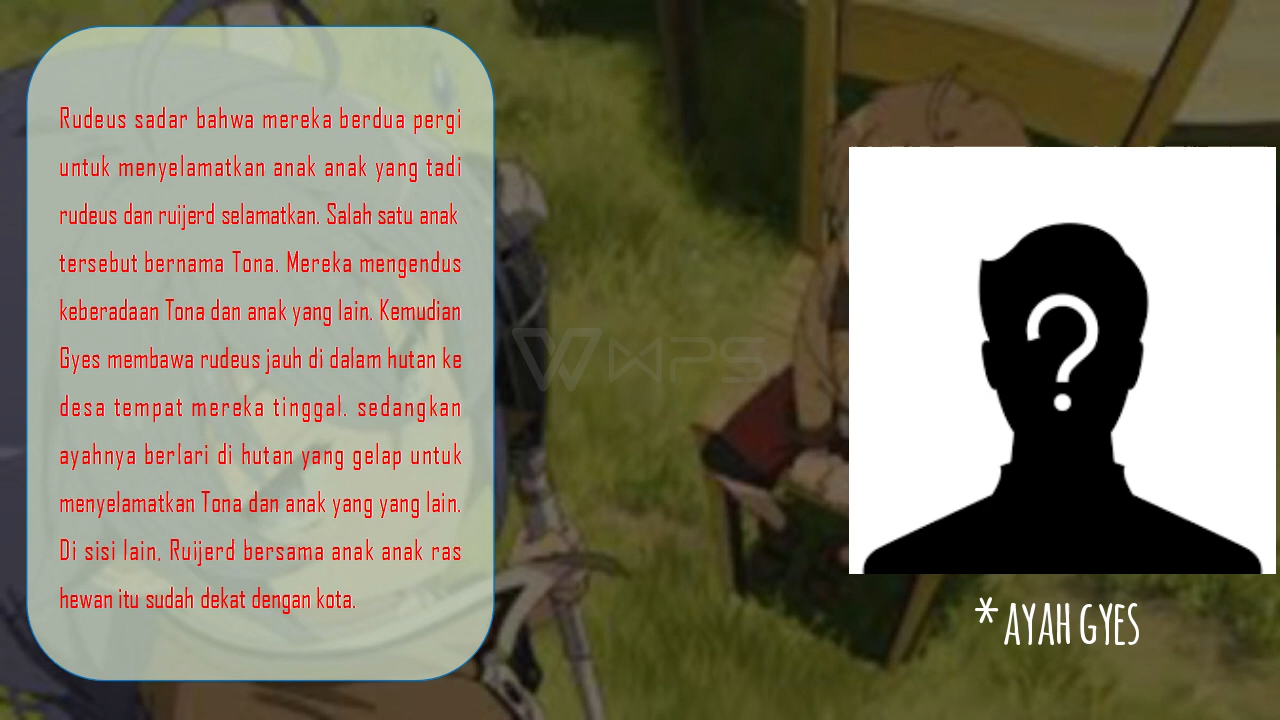 Rudeus sadar bahwa mereka berdua pergi
untuk menyelamatkan anak anak yang tadi
rudeus dan ruijerd selamatkan. Salah satu anak
tersebut bernama Tona. Mereka mengendus
keberadaan Tona dan anak yang lain. Kemudian
Gyes membawa rudeus jauh di dalam hutan ke
desa tempat mereka tinggal. sedangkan
ayahnya berlari di hutan yang gelap untuk
menyelamatkan Tona dan anak yang yang lain.
Di sisi lain, Ruijerd bersama anak anak ras
hewan itu sudah dekat dengan kota.
WPS
?
*AYAH GYES